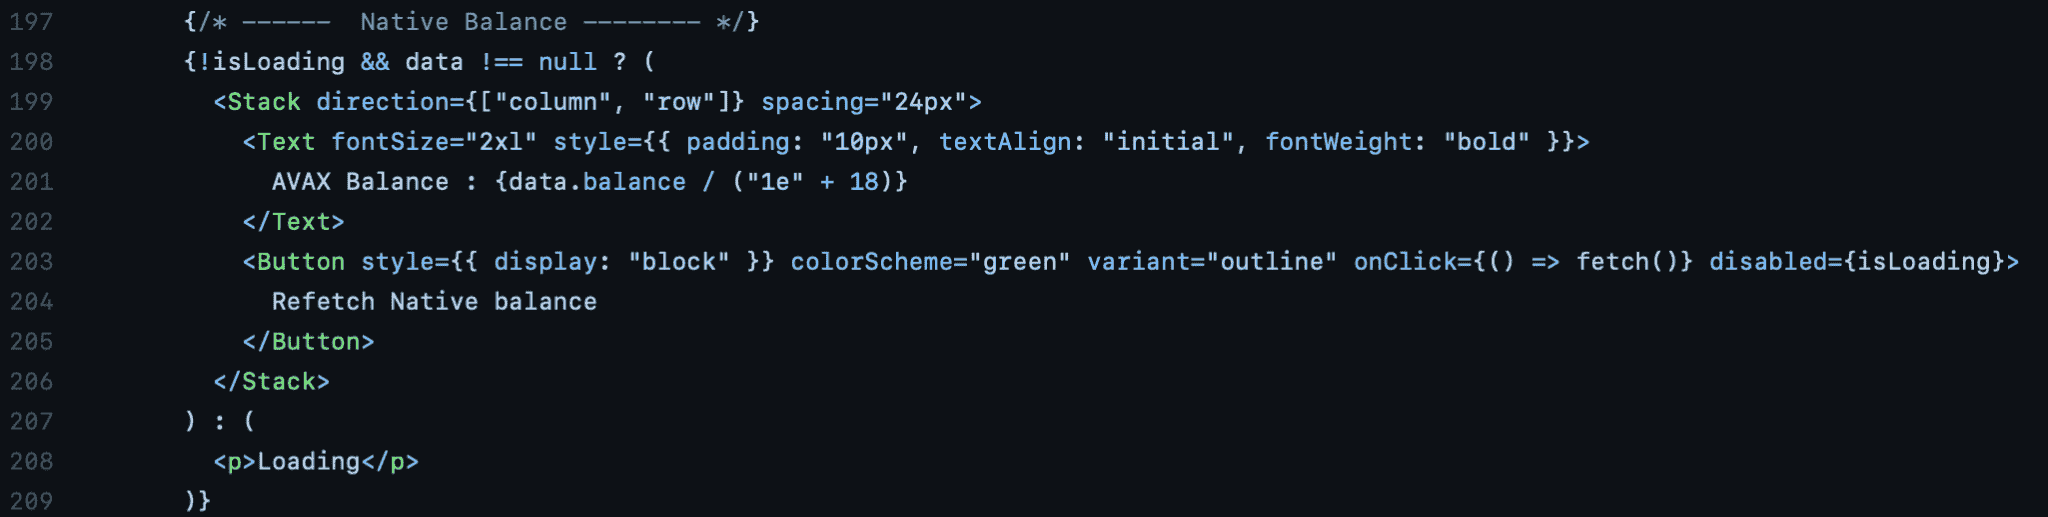 197 {/* ------  Native Balance -------- */}
198 {!isLoading && data !== null ? (
199 <Stack direction={["column", "row"]} spacing="24px">
200 <Text fontSize="2xl" style={{ padding: "10px", textAlign: "initial", fontWeight: "bold" }}>
201 AVAX Balance : {data.balance / ("1e" + 18)}
202 </Text>
203 <Button style={{ display: "block" }} colorScheme="green" variant="outline" onClick={() => fetch()} disabled={isLoading}>
204 Refetch Native balance
205 </Button>
206 </Stack>
207 ) : (
208 <p>Loading</p>
209 )}